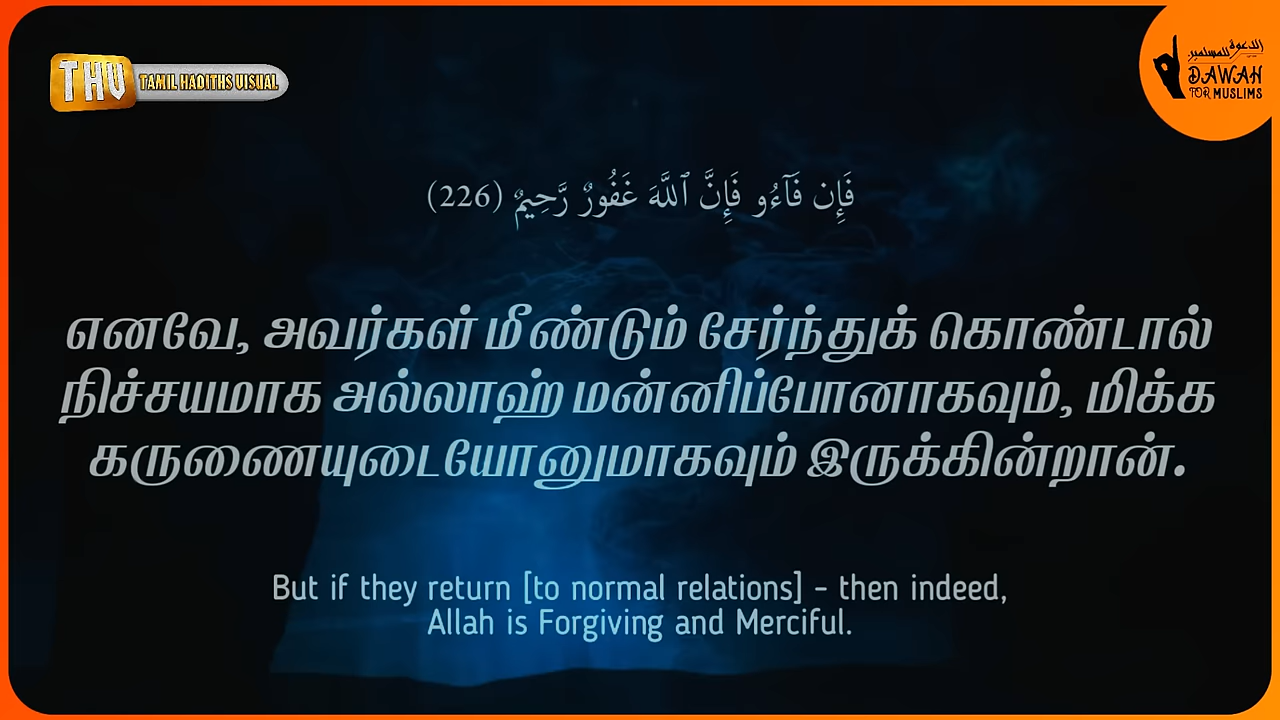 THV TAMIL HADITHS VISUAL
الدعوة للمسلمين
DAWAH
FOR MUSLIMS
فَإِن فَآءُو فَإِنَّ ٱللَّهَ غَفُورٌ رَّحِيمٌ (226)
எனவே, அவர்கள் மீண்டும் சேர்ந்துக் கொண்டால்
நிச்சயமாக அல்லாஹ் மன்னிப்போனாகவும், மிக்க
கருணையுடையோனுமாகவும் இருக்கின்றான்.
But if they return [to normal relations] - then indeed,
Allah is Forgiving and Merciful.